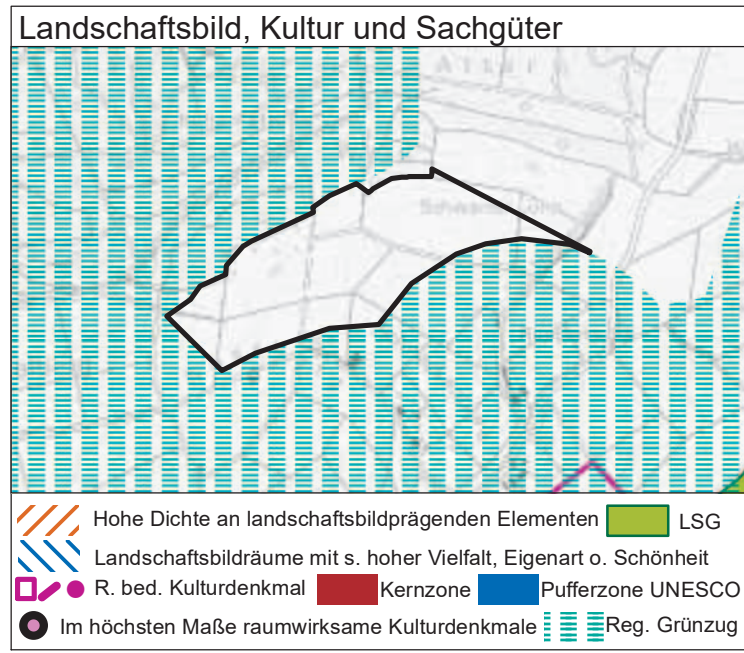 Landschaftsbild, Kultur und Sachgüter
Hohe Dichte an landschaftsbildprägenden Elementen LSG
Landschaftsbildräume mit s. hoher Vielfalt, Eigenart o. Schönheit
R. bed. Kulturdenkmal Kernzone Pufferzone UNESCO
Im höchsten Maße raumwirksame Kulturdenkmale Reg. Grünzug